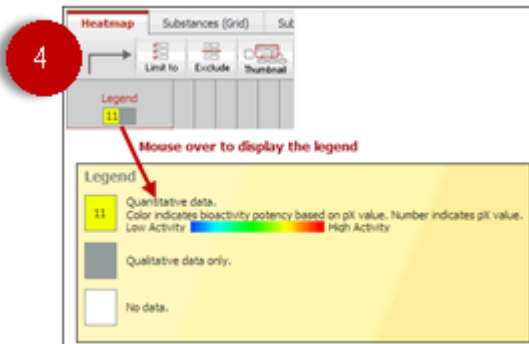 4
Heatmap Substances (Grid) Sub
Limit to Exclude Thumbnail
Legend
11
Mouse over to display the legend
Legend
11
Quantitative data.
Color indicates bioactivity potency based on pX value. Number indicates pX value.
Low Activity High Activity
Qualitative data only.
No data.